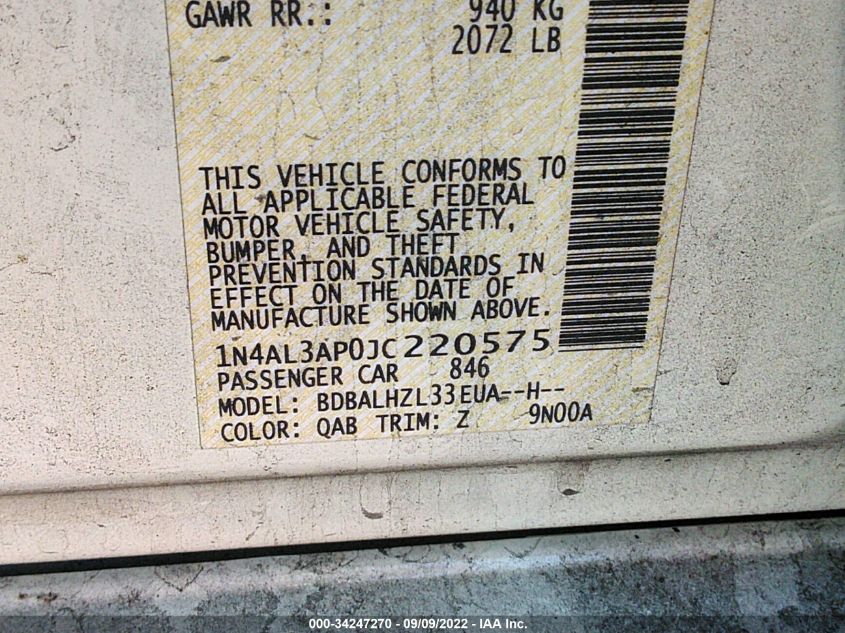 GAWR RR.: 940 KG
2072 LB
THIS VEHICLE CONFORMS TO
ALL APPLICABLE FEDERAL
MOTOR VEHICLE SAFETY,
BUMPER, AND THEFT
PREVENTION STANDARDS IN
EFFECT ON THE DATE OF
MANUFACTURE SHOWN ABOVE.
1N4AL3AP0JC220575
PASSENGER CAR 846
MODEL: BDBALHZL33EUA--H--
COLOR: QAB TRIM: Z 9N00A
000-34247270 - 09/09/2022 - IAA Inc.